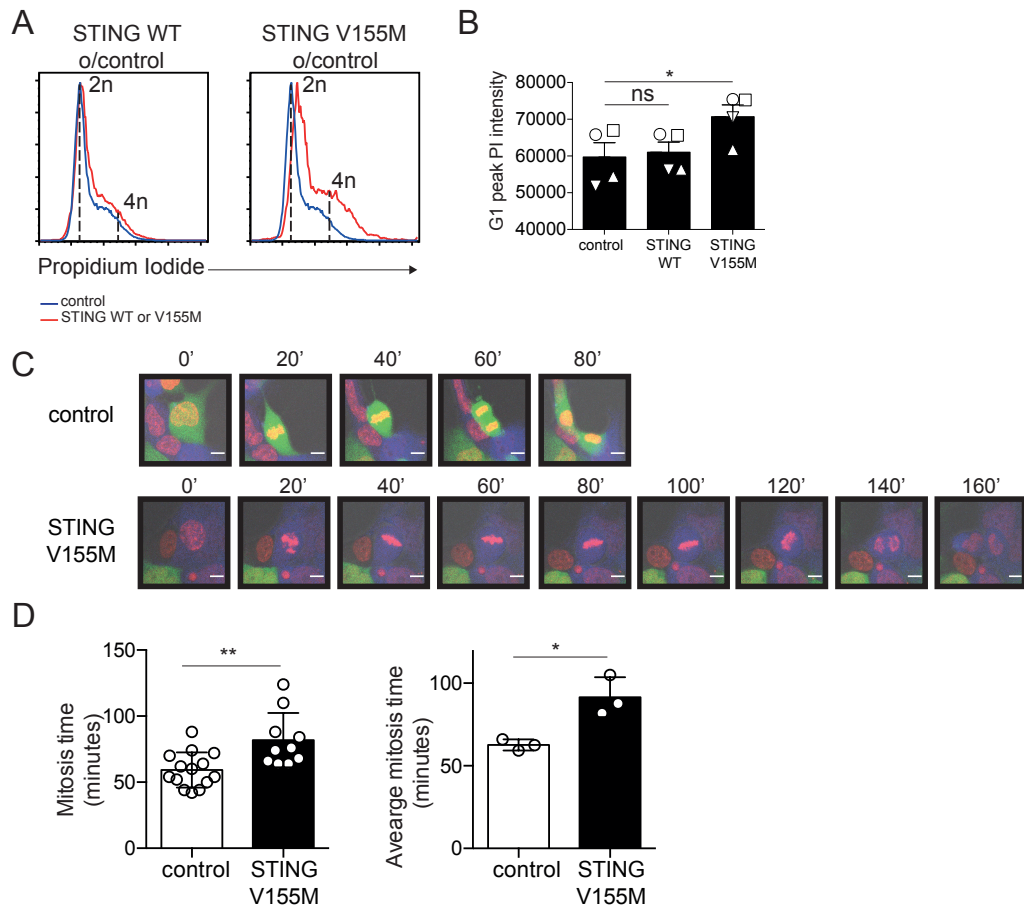 A
STING WT
o/control
STING V155M
o/control
2n
4n
2n
4n
Propidium Iodide
control
STING WT or V155M
B
G1 peak PI intensity
80000
70000
60000
50000
40000
*
ns
control
STING
WT
STING
V155M
C
0’ 20’ 40’ 60’ 80’
control
0’ 20’ 40’ 60’ 80’ 100’ 120’ 140’ 160’
STING
V155M
D
Mitosis time
(minutes)
150
100
50
0
**
control
STING
V155M
Avearge mitosis time
(minutes)
100
50
0
*
control
STING
V155M